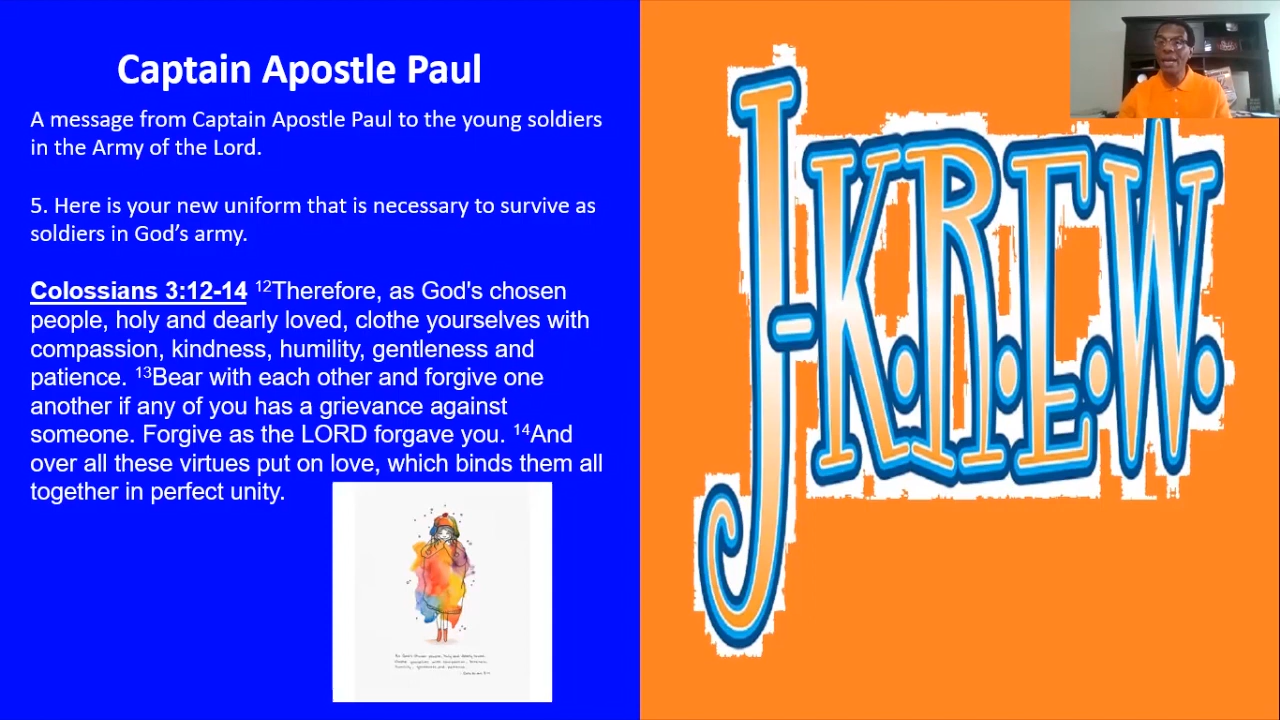 Captain Apostle Paul
A message from Captain Apostle Paul to the young soldiers
in the Army of the Lord.
5. Here is your new uniform that is necessary to survive as
soldiers in God’s army.
Colossians 3:12-14 ¹²Therefore, as God's chosen
people, holy and dearly loved, clothe yourselves with
compassion, kindness, humility, gentleness and
patience. ¹³Bear with each other and forgive one
another if any of you has a grievance against
someone. Forgive as the LORD forgave you. ¹⁴And
over all these virtues put on love, which binds them all
together in perfect unity.
J-K.R.E.W.